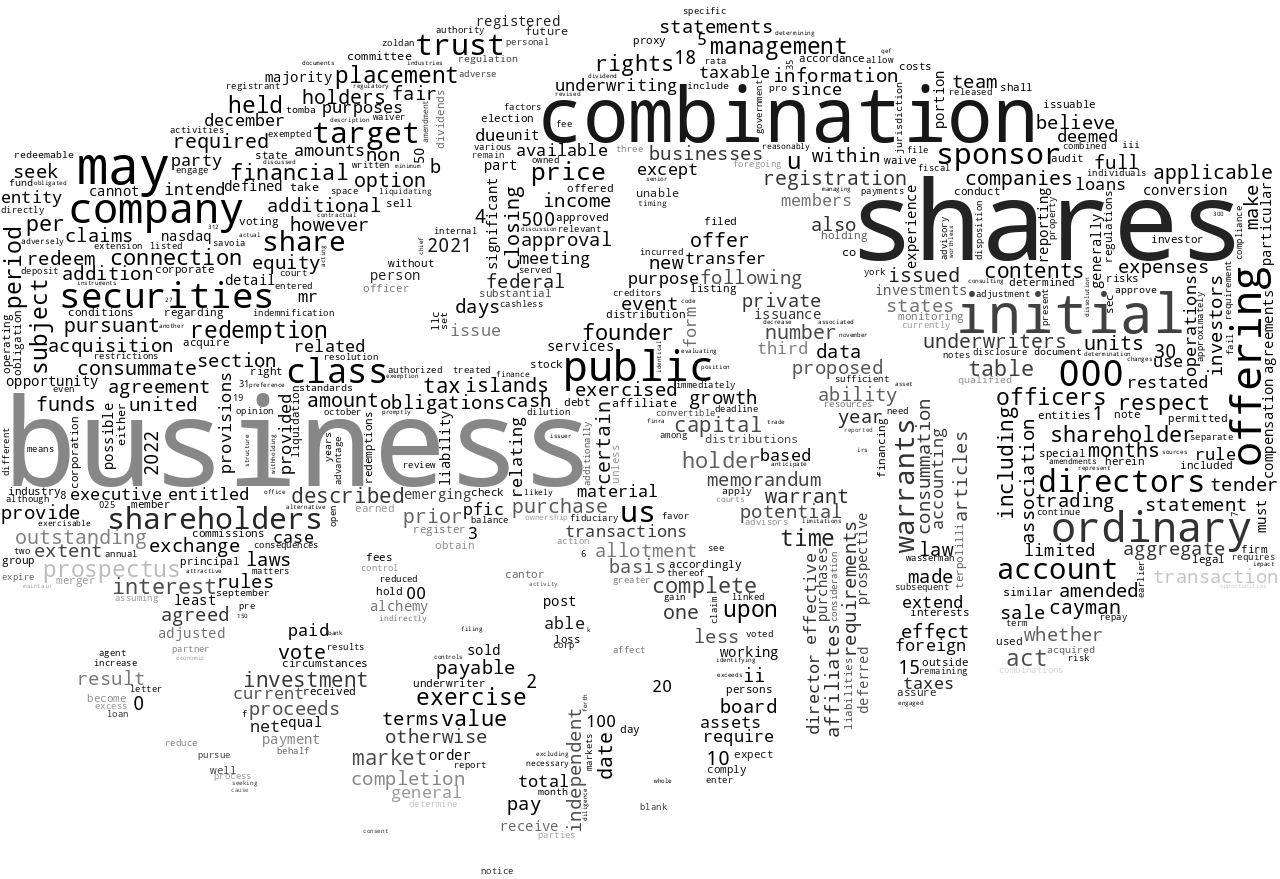 specific
registered
authority
future
statements
determining
zoldan
trust
personal
proxy
5
management
qef
committee
regulation
rights
18
rata
35
accordance
allow
documents
industries
majority
placement
adverse
taxable
information
costs
registrant
regulatory
dividend
underwriting
include
pro
since
team
holders
fair
revised
portion
released
shall
held
tomba
purposes
amendment
dividends
factors
combination
government
jurisdiction
issuable
december
description
waiver
election
fee
believe
activities
exempted
target
due
unit
required
amounts
non
50
various
available
three
reasonably
file
deemed
may
party
state
discussed
written
minimum
remain
businesses
foregoing
u
within
waive
sponsor
combined
iii
redeemable
engage
financial
option
b
part
owned
price
except
fiscal
audit
full
seek
fund
obligated
cannot
intend
defined
take
space
liquidating
senior
registration
companies
individuals
applicable
entity
additional
sell
significant
closing
offered
unable
members
managing
payments
conduct
loans
conversion
directly
company
312
voting
contractual
4
500
income
timing
also
holding
shares
experience
advisory
worthless
disposition
reporting
property
generally
regulations
300
compliance
make
particular
per
claims
nasdaq
actual
however
internal
approved
filed
co
adversely
extension
listed
savoia
share
chief
acting
2021
discussion
relevant
approval
offer
investor
period
redeem
connection
equity
without
meeting
incurred
new
transfer
york
issued
consulting
contents
determined
risks
expenses
deposit
addition
corporate
detail
court
person
federal
served
purpose
following
investments
sec
approve
subject
instruments
securities
27
entered
mr
officer
substantial
creditors
listing
adjustment
present
dissolution
requirement
conditions
regarding
indemnification
days
cashless
event
code
private
states
initial
operations
approximately
investors
offering
agreements
compensation
operating
obligation
pursuant
another
redemption
llc
set
issue
distribution
form
issuance
monitoring
currently
fail
acquisition
acquire
related
founder
decrease
associated
number
november
underwriters
units
restrictions
resolution
services
identical
evaluating
third
data
notes
disclosure
document
determination
changes
30
use
opportunity
consummate
section
class
authorized
treated
finance
stock
public
position
proposed
sufficient
asset
table
000
restated
even
right
exemption
tax
islands
exercised
immediately
ability
qualified
officers
respect
agreement
19
31
preference
standards
amount
obligations
cash
debt
affiliate
growth
resources
entities
1
note
permitted
funds
united
provisions
opinion
october
promptly
dilution
certain
convertible
deadline
year
reported
need
shareholder
separate
different
business
means
corporation
possible
either
2022
structure
withholding
provided
liquidation
years
advantage
redemptions
review
liability
relating
issuer
additionally
unless
finra
capital
trade
among
distributions
financing
irs
warrants
consummation
accounting
articles
including
association
special
months
sources
rule
amendments
herein
represent
included
holder
based
anticipate
memorandum
directors
tender
industry
8
executive
entitled
office
described
emerging
check
likely
material
apply
warrant
although
025
member
alternative
open
earned
pfic
purchase
courts
potential
trading
statement
provide
exercisable
shareholders
prior
balance
ownership
fiduciary
us
favor
advisors
limitations
continue
7
must
outstanding
commissions
case
register
3
transactions
time
ordinary
two
extent
annual
exchange
consequences
obtain
action
allotment
see
requirements
prospective
law
terpolilli
limited
aggregate
firm
group
principal
laws
fees
6
basis
accordingly
wasserman
earlier
legal
requires
prospectus
attractive
matters
control
cantor
greater
thereof
purchases
consideration
made
account
impact
expire
merger
interest
rules
reduced
activity
complete
subsequent
transaction
maintain
assuming
september
hold
00
gain
linked
extend
similar
amended
opportunities
least
pre
alchemy
post
one
claim
upon
interests
sale
cayman
agreed
150
indirectly
able
k
term
repay
adjusted
paid
bank
filing
loss
less
voted
effect
used
whether
partner
vote
results
sold
corp
affect
working
director
effective
foreign
acquired
agent
economic
circumstances
controls
payable
identifying
affiliates
15
outside
act
risk
increase
result
investment
underwriter
exceeds
ii
liabilities
deferred
remaining
combinations
letter
current
received
exercise
2
20
persons
taxes
become
0
proceeds
forth
board
assure
excess
loan
f
net
equal
terms
value
independent
100
assets
engaged
reduce
payment
otherwise
day
require
behalf
market
order
excluding
markets
date
10
expect
pursue
report
necessary
comply
well
process
completion
total
whole
enter
seeking
general
month
cause
determine
pay
diligence
blank
consent
receive
parties
notice